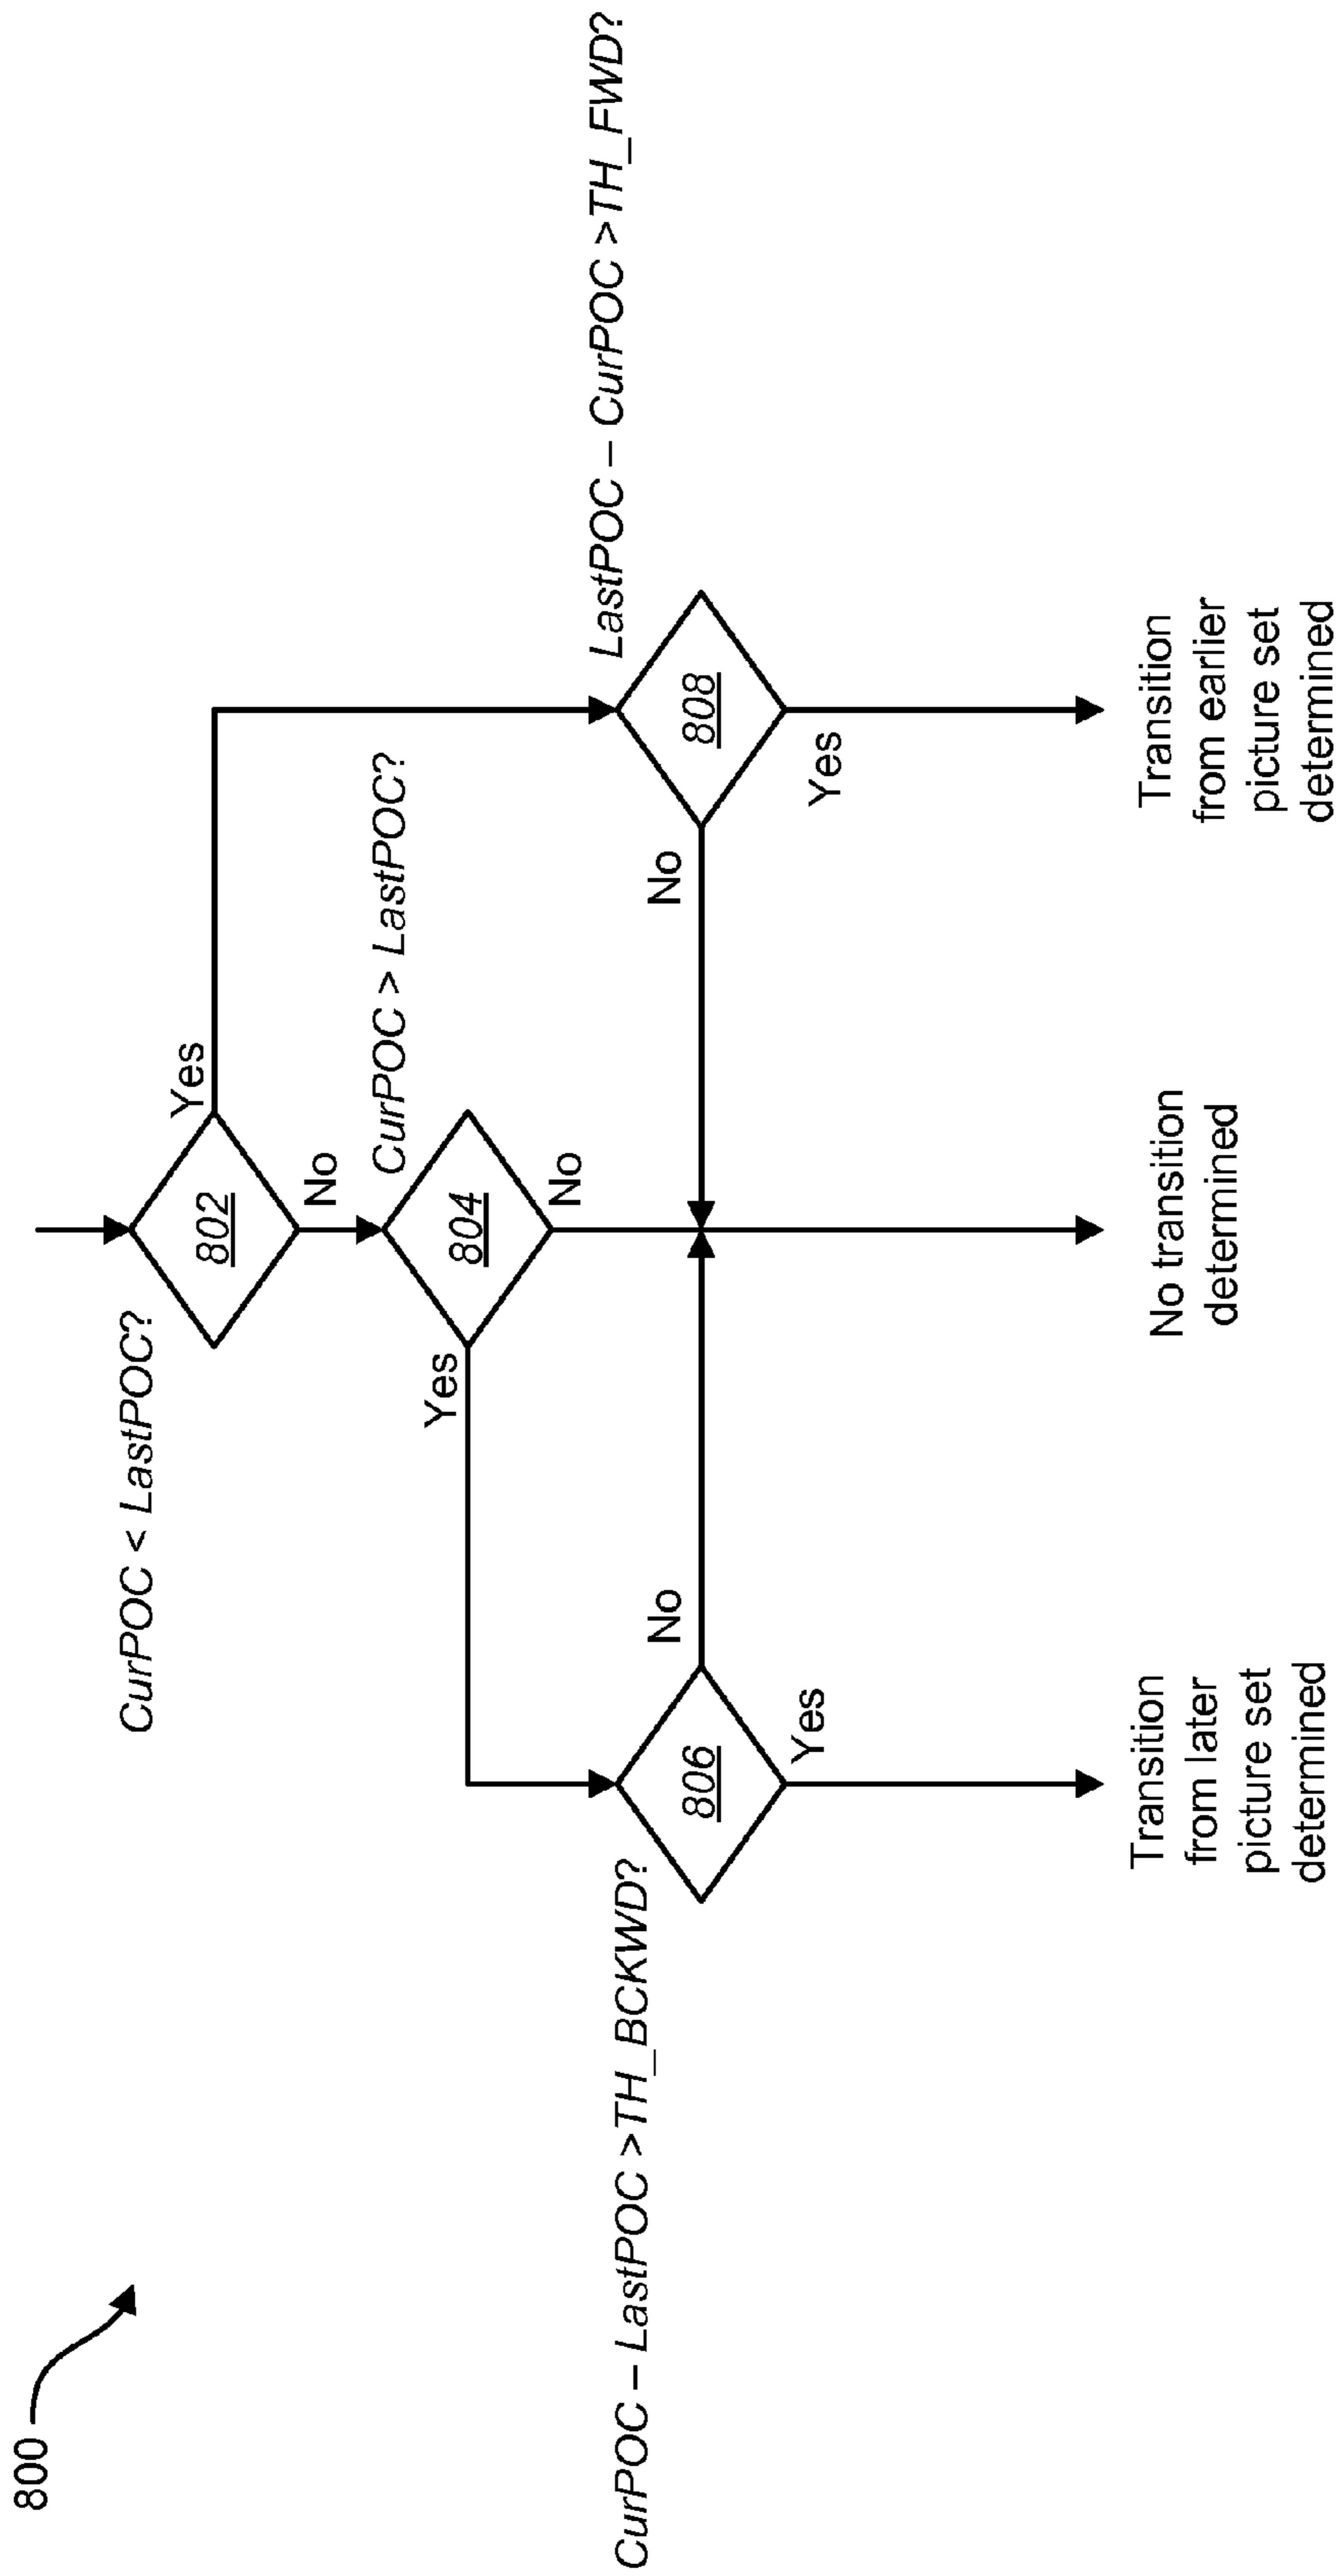 800
CurPOC < LastPOC?
802
Yes
No
CurPOC > LastPOC?
804
Yes
No
CurPOC – LastPOC >TH_BCKWD?
806
No
Yes
LastPOC – CurPOC >TH_FWD?
808
No
Yes
Transition
from later
picture set
determined
No transition
determined
Transition
from earlier
picture set
determined